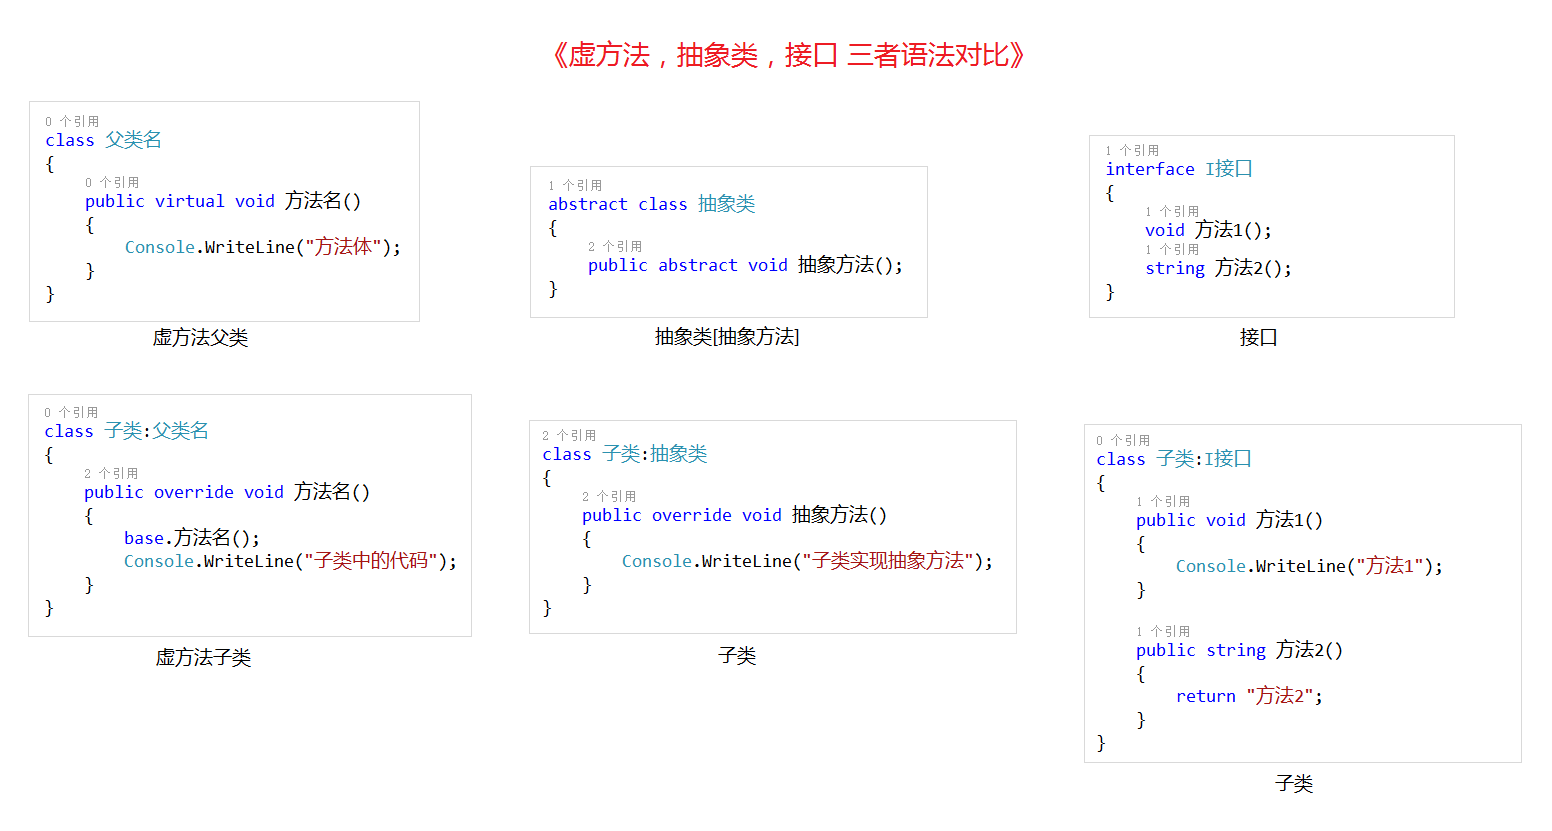 《虚方法，抽象类，接口 三者语法对比》
0 个引用
class 父类名
{
0 个引用
public virtual void 方法名()
{
Console.WriteLine("方法体");
}
}
虚方法父类
1 个引用
abstract class 抽象类
{
2 个引用
public abstract void 抽象方法();
}
抽象类[抽象方法]
1 个引用
interface I接口
{
1 个引用
void 方法1();
1 个引用
string 方法2();
}
接口
0 个引用
class 子类:父类名
{
2 个引用
public override void 方法名()
{
base.方法名();
Console.WriteLine("子类中的代码");
}
}
虚方法子类
2 个引用
class 子类:抽象类
{
2 个引用
public override void 抽象方法()
{
Console.WriteLine("子类实现抽象方法");
}
}
子类
0 个引用
class 子类:I接口
{
1 个引用
public void 方法1()
{
Console.WriteLine("方法1");
}
1 个引用
public string 方法2()
{
return "方法2";
}
}
子类